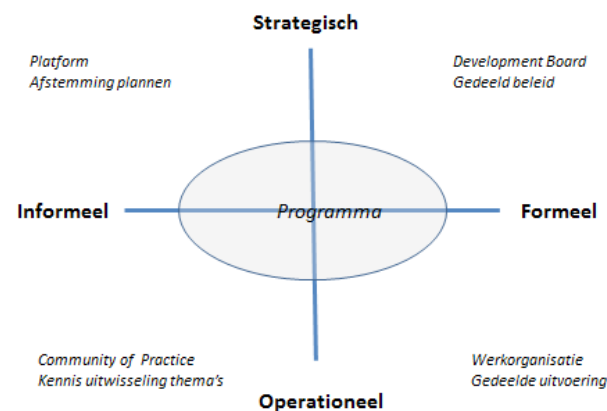 Strategisch
Platform
Afstemming plannen
Development Board
Gedeeld beleid
Informeel
Programma
Formeel
Community of Practice
Kennis uitwisseling thema's
Werkorganisatie
Gedeelde uitvoering
Operationeel